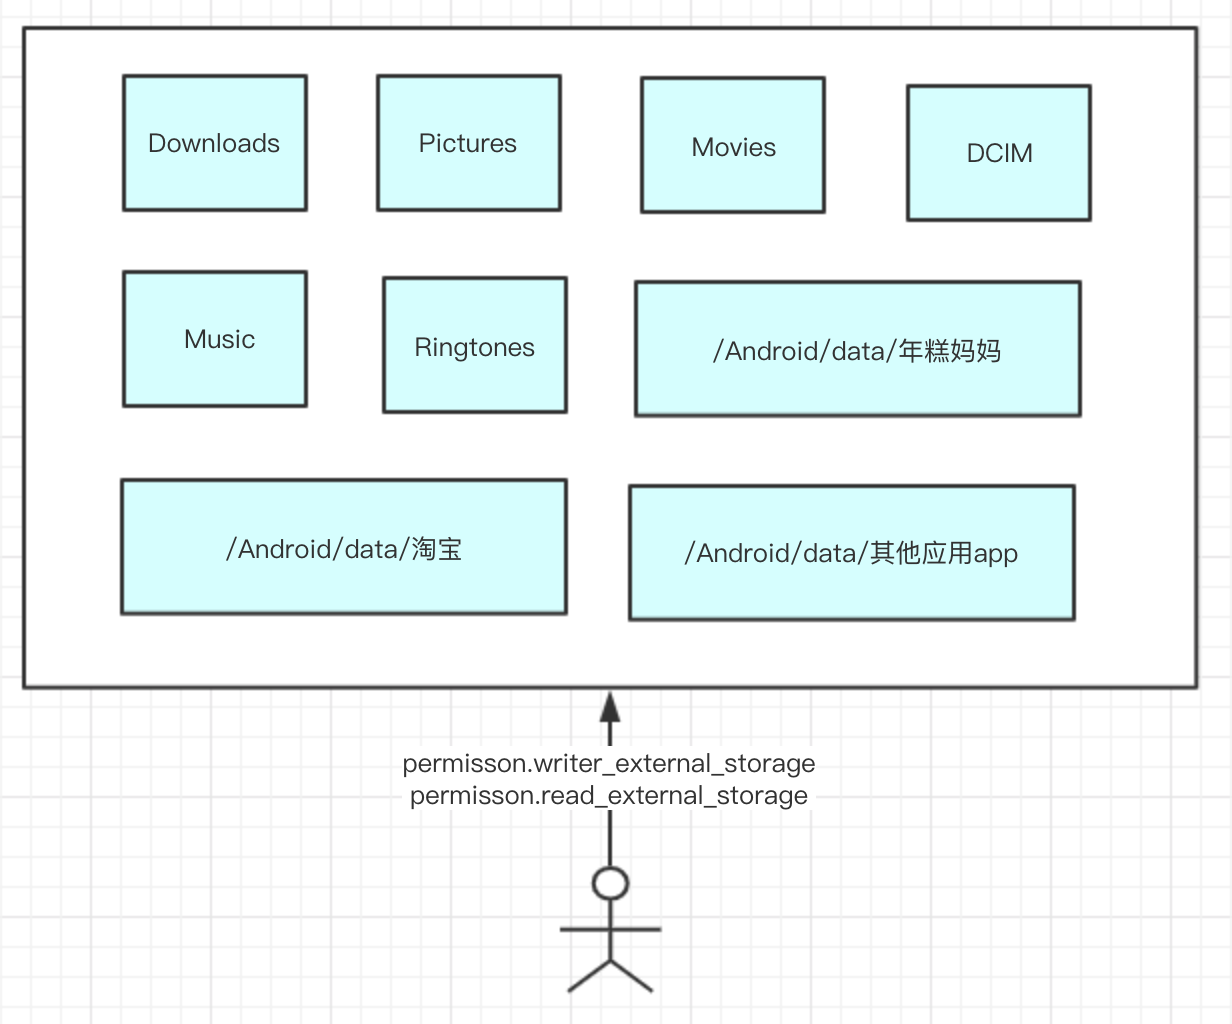 Downloads
Pictures
Movies
DCIM
Music
Ringtones
/Android/data/年糕妈妈
/Android/data/淘宝
/Android/data/其他应用app
permisson.writer_external_storage
permisson.read_external_storage